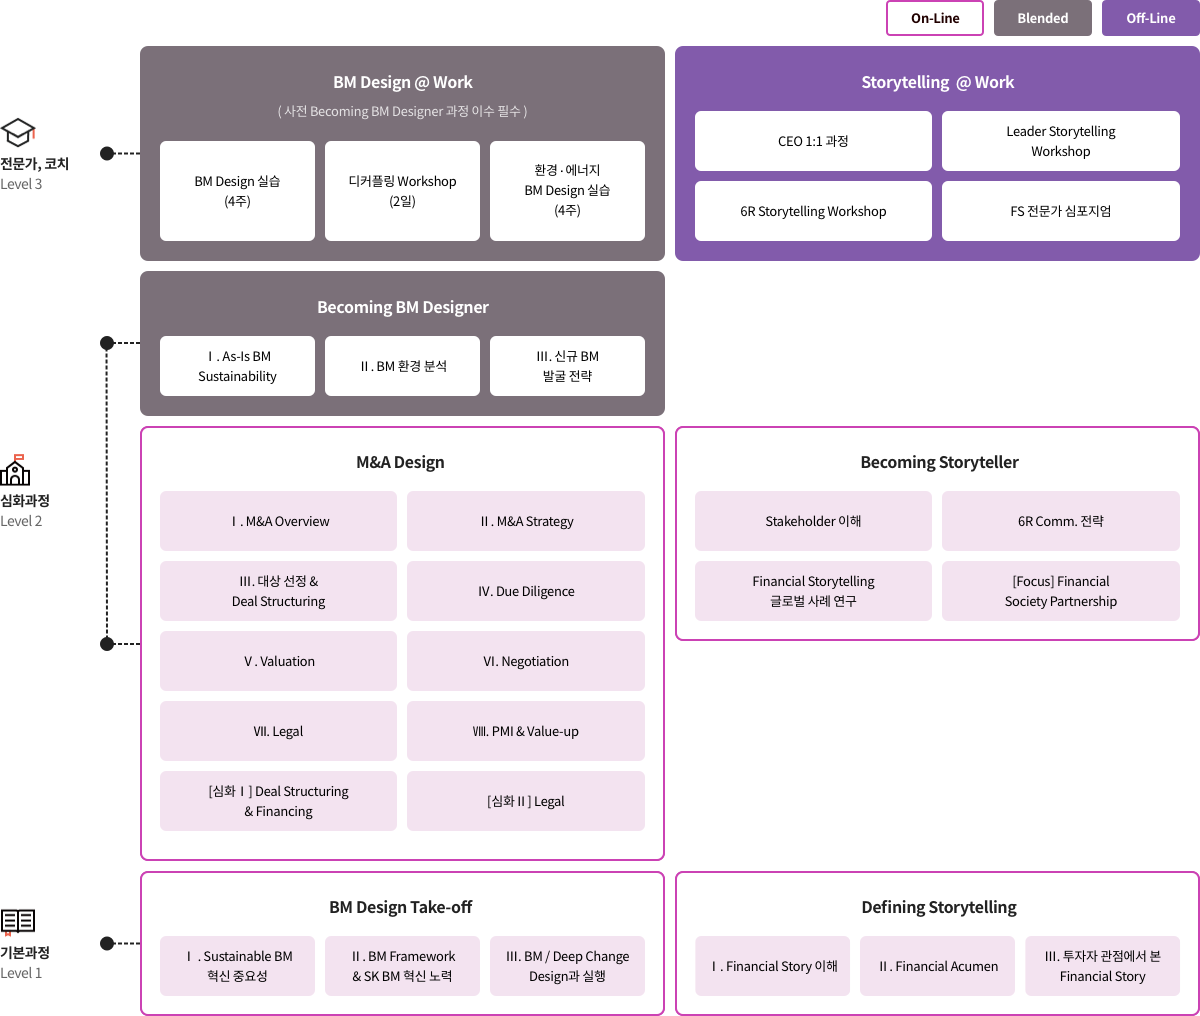 On-Line
Blended
Off-Line
전문가, 코치
Level 3
BM Design @ Work
( 사전 Becoming BM Designer 과정 이수 필수 )
BM Design 실습
(4주)
디커플링 Workshop
(2일)
환경·에너지
BM Design 실습
(4주)
Storytelling @ Work
CEO 1:1 과정
Leader Storytelling
Workshop
6R Storytelling Workshop
FS 전문가 심포지엄
심화과정
Level 2
Becoming BM Designer
Ⅰ. As-Is BM
Sustainability
Ⅱ. BM 환경 분석
Ⅲ. 신규 BM
발굴 전략
M&A Design
Ⅰ. M&A Overview
Ⅱ. M&A Strategy
Ⅲ. 대상 선정 &
Deal Structuring
Ⅳ. Due Diligence
Ⅴ. Valuation
Ⅵ. Negotiation
Ⅶ. Legal
Ⅷ. PMI & Value-up
[심화Ⅰ] Deal Structuring
& Financing
[심화Ⅱ] Legal
Becoming Storyteller
Stakeholder 이해
6R Comm. 전략
Financial Storytelling
글로벌 사례 연구
[Focus] Financial
Society Partnership
기본과정
Level 1
BM Design Take-off
Ⅰ. Sustainable BM
혁신 중요성
Ⅱ. BM Framework
& SK BM 혁신 노력
Ⅲ. BM / Deep Change
Design과 실행
Defining Storytelling
Ⅰ. Financial Story 이해
Ⅱ. Financial Acumen
Ⅲ. 투자자 관점에서 본
Financial Story